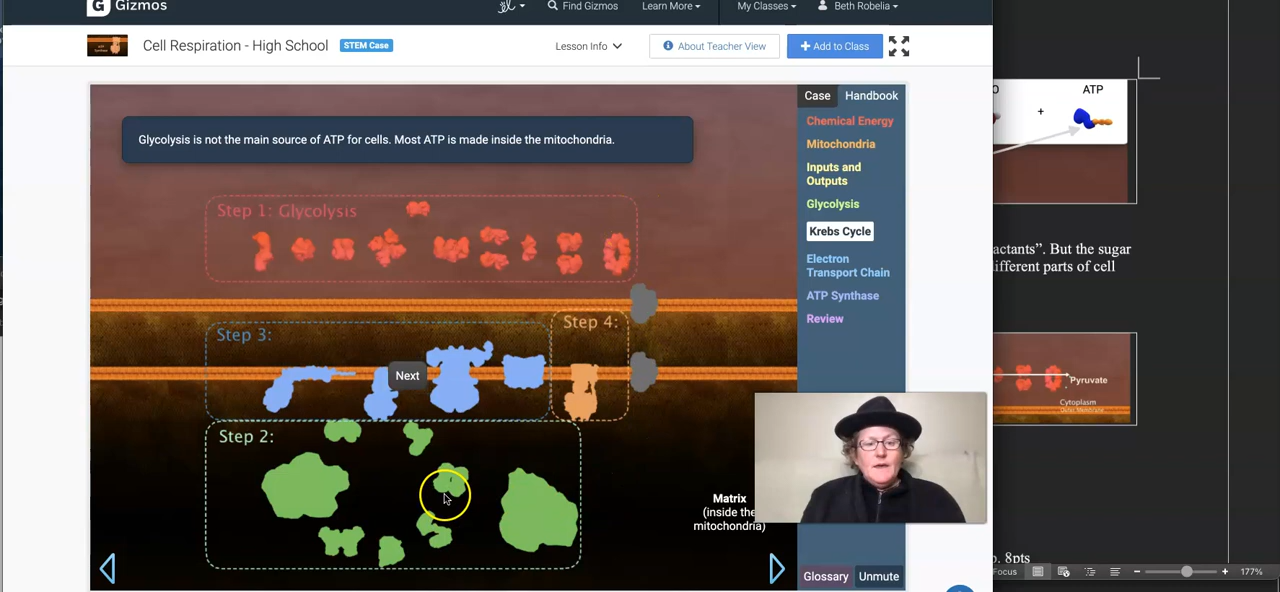 Gizmos
Find Gizmos
Learn More
My Classes
Beth Robelia
Cell Respiration - High School
STEM Case
Lesson Info
About Teacher View
+ Add to Class
Glycolysis is not the main source of ATP for cells. Most ATP is made inside the mitochondria.
Step 1: Glycolysis
Step 3:
Step 4:
Next
Step 2:
Matrix
(inside the
mitochondria)
Case
Handbook
Chemical Energy
Mitochondria
Inputs and
Outputs
Glycolysis
Krebs Cycle
Electron
Transport Chain
ATP Synthase
Review
Glossary
Unmute
O
ATP
+
actants”. But the sugar
ifferent parts of cell
Pyruvate
Cytoplasm
Outer Membrane
p. 8pts
Focus
177%